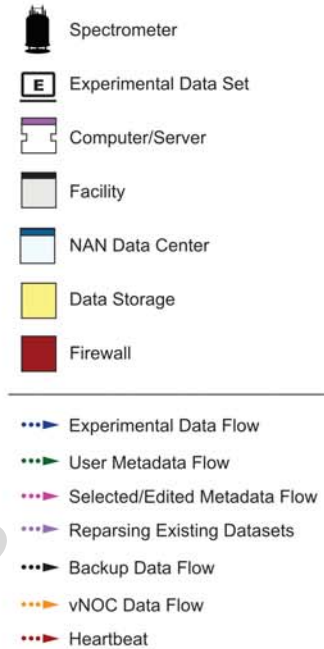 Spectrometer
E Experimental Data Set
Computer/Server
Facility
NAN Data Center
Data Storage
Firewall
Experimental Data Flow
User Metadata Flow
Selected/Edited Metadata Flow
Reparsing Existing Datasets
Backup Data Flow
vNOC Data Flow
Heartbeat